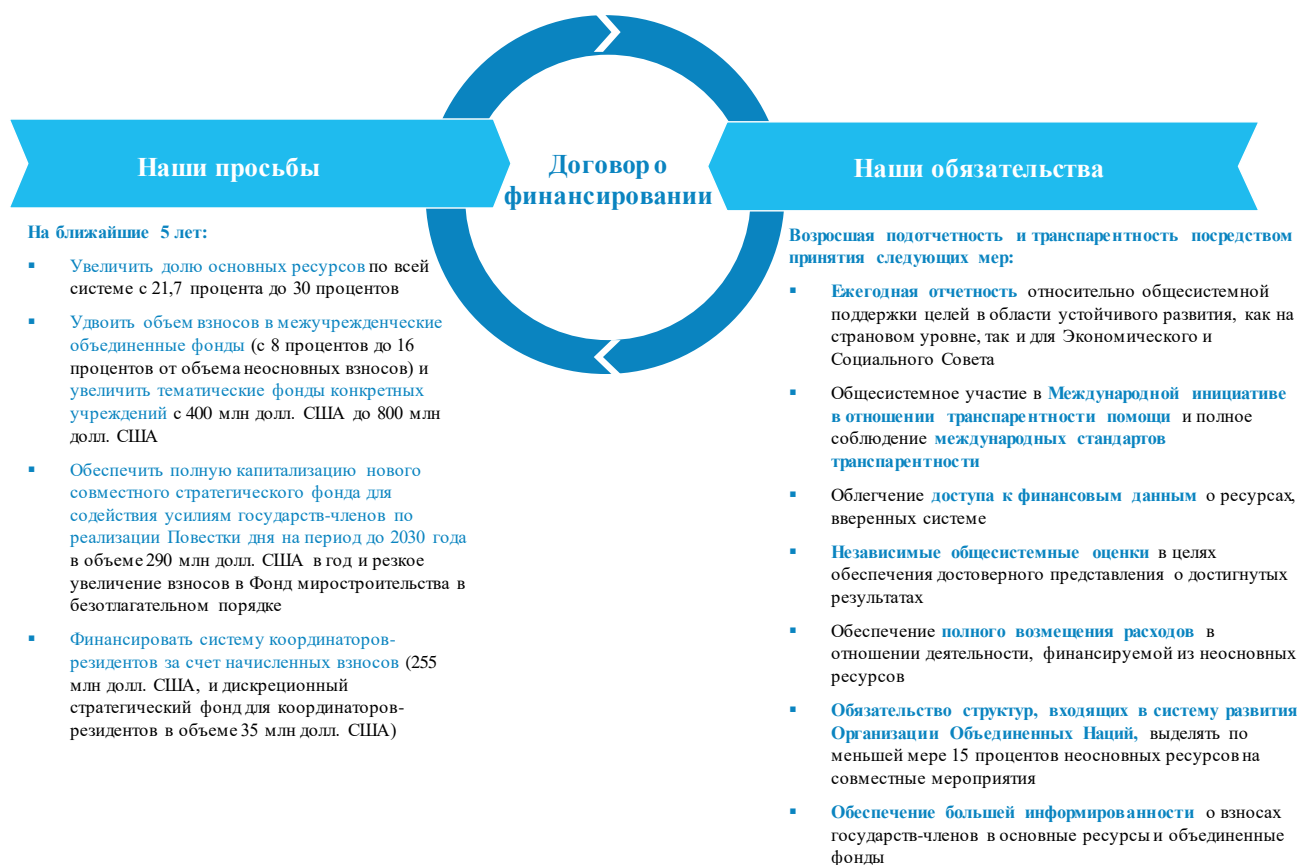 Наши просьбы
Договор о
финансировании
Наши обязательства
На ближайшие 5 лет:
▪ Увеличить долю основных ресурсов по всей
системе с 21,7 процента до 30 процентов
▪ Удвоить объем взносов в межучрежденческие
объединенные фонды (с 8 процентов до 16
процентов от объема неосновных взносов) и
увеличить тематические фонды конкретных
учреждений с 400 млн долл. США до 800 млн
долл. США
▪ Обеспечить полную капитализацию нового
совместного стратегического фонда для
содействия усилиям государств-членов по
реализации Повестки дня на период до 2030 года
в объеме 290 млн долл. США в год и резкое
увеличение взносов в Фонд миростроительства в
безотлагательном порядке
▪ Финансировать систему координаторов-
резидентов за счет начисленных взносов (255
млн долл. США, и дискреционный
стратегический фонд для координаторов-
резидентов в объеме 35 млн долл. США)
Возросшая подотчетность и транспарентность посредством
принятия следующих мер:
▪ Ежегодная отчетность относительно общесистемной
поддержки целей в области устойчивого развития, как на
страновом уровне, так и для Экономического и
Социального Совета
▪ Общесистемное участие в Международной инициативе
в отношении транспарентности помощи и полное
соблюдение международных стандартов
транспарентности
▪ Облегчение доступа к финансовым данным о ресурсах,
вверенных системе
▪ Независимые общесистемные оценки в целях
обеспечения достоверного представления о достигнутых
результатах
▪ Обеспечение полного возмещения расходов в
отношении деятельности, финансируемой из неосновных
ресурсов
▪ Обязательство структур, входящих в систему развития
Организации Объединенных Наций, выделять по
меньшей мере 15 процентов неосновных ресурсов на
совместные мероприятия
▪ Обеспечение большей информированности о взносах
государств-членов в основные ресурсы и объединенные
фонды